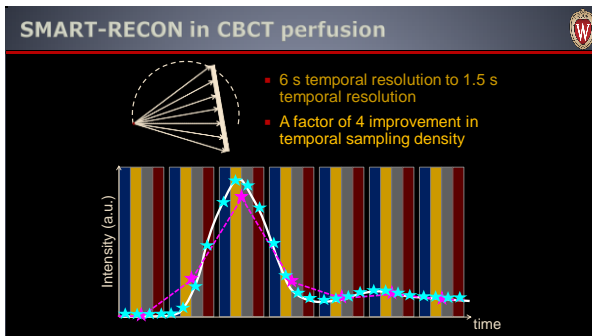 SMART-RECON in CBCT perfusion
6 s temporal resolution to 1.5 s
temporal resolution
A factor of 4 improvement in
temporal sampling density
Intensity (a.u.)
time